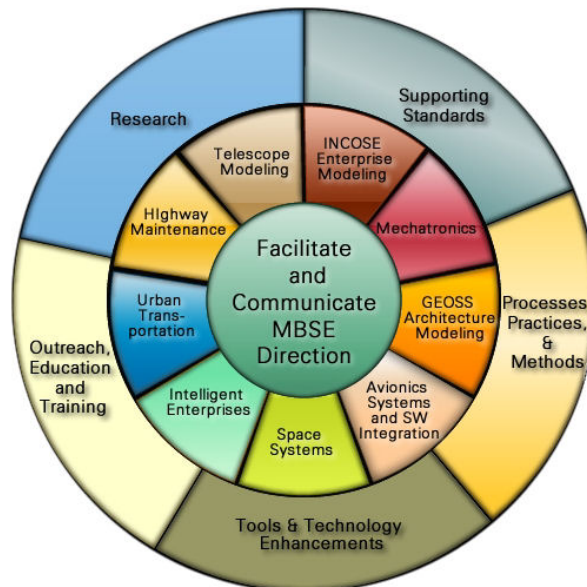 Research
Supporting
Standards
Processes,
Practices,
&
Methods
Tools & Technology
Enhancements
Outreach,
Education
and
Training
Telescope
Modeling
INCOSE
Enterprise
Modeling
Mechatronics
GEOSS
Architecture
Modeling
Avionics
Systems
and SW
Integration
Space
Systems
Intelligent
Enterprises
Urban
Trans-
portation
HIghway
Maintenance
Facilitate
and
Communicate
MBSE
Direction